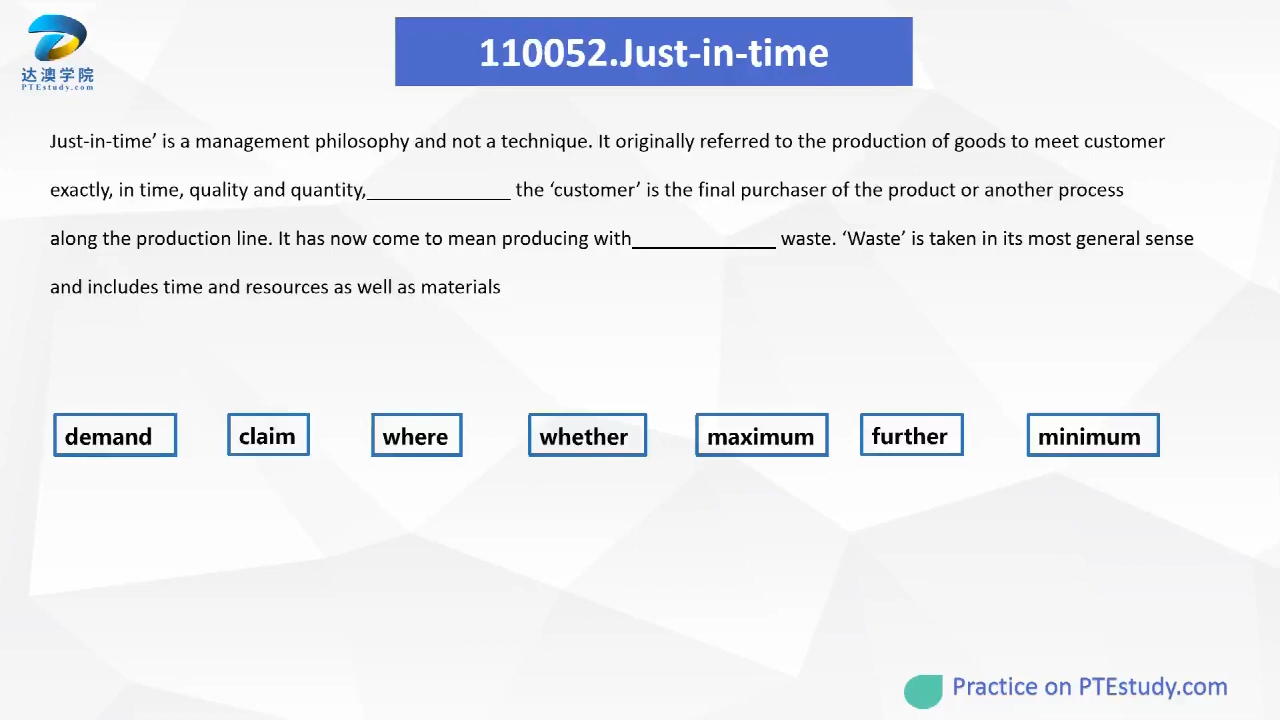 达澳学院
PTEstudy.com
110052.Just-in-time
Just-in-time’ is a management philosophy and not a technique. It originally referred to the production of goods to meet customer
exactly, in time, quality and quantity,_____________ the ‘customer’ is the final purchaser of the product or another process
along the production line. It has now come to mean producing with_____________ waste. ‘Waste’ is taken in its most general sense
and includes time and resources as well as materials
demand claim where whether maximum further minimum
Practice on PTEstudy.com